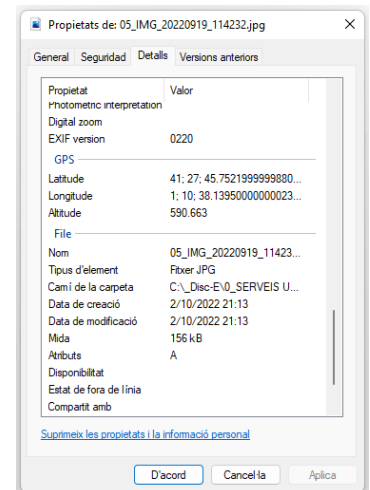 Propietats de: 05_IMG_20220919_114232.jpg
General Seguridad Detalls Versions anteriors
Propietat Valor
Photometric interpretation
Digital zoom
EXIF version 0220
GPS
Latitude 41; 27; 45.7521999999880...
Longitude 1; 10; 38.13950000000023...
Altitude 590.663
File
Nom 05_IMG_20220919_11423...
Tipus d'element Fitxer JPG
Camí de la carpeta C:\_Disc-E\0_SERVEIS U...
Data de creació 2/10/2022 21:13
Data de modificació 2/10/2022 21:13
Mida 156 kB
Atributs A
Disponibilitat
Estat de fora de línia
Compartit amb
Suprimeix les propietats i la informació personal
D'acord Cancel·la Aplica